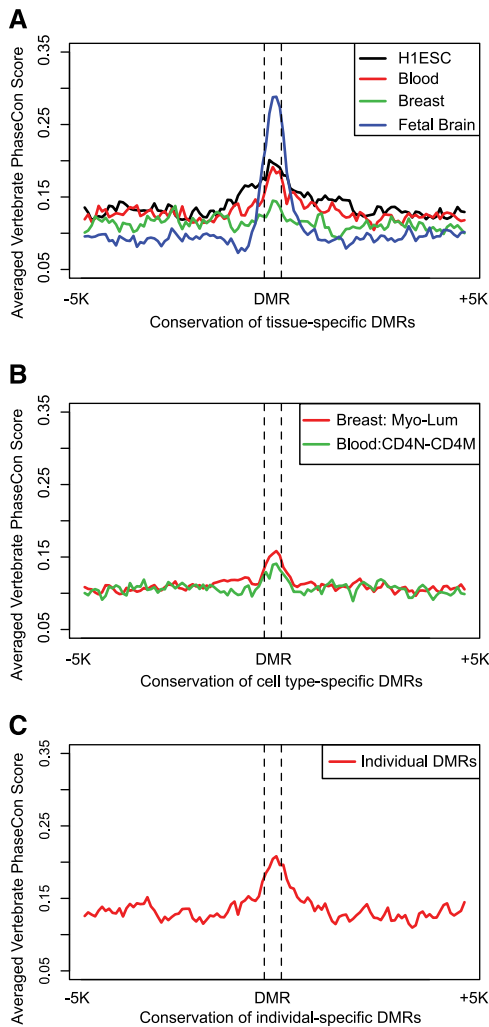 A
Averaged Vertebrate PhaseCon Score
0.35
0.25
0.15
0.05
H1ESC
Blood
Breast
Fetal Brain
-5K
DMR
+5K
Conservation of tissue-specific DMRs
B
Averaged Vertebrate PhaseCon Score
0.35
0.25
0.15
0.05
Breast: Myo-Lum
Blood:CD4N-CD4M
-5K
DMR
+5K
Conservation of cell type-specific DMRs
C
Averaged Vertebrate PhaseCon Score
0.35
0.25
0.15
0.05
Individual DMRs
-5K
DMR
+5K
Conservation of individal-specific DMRs